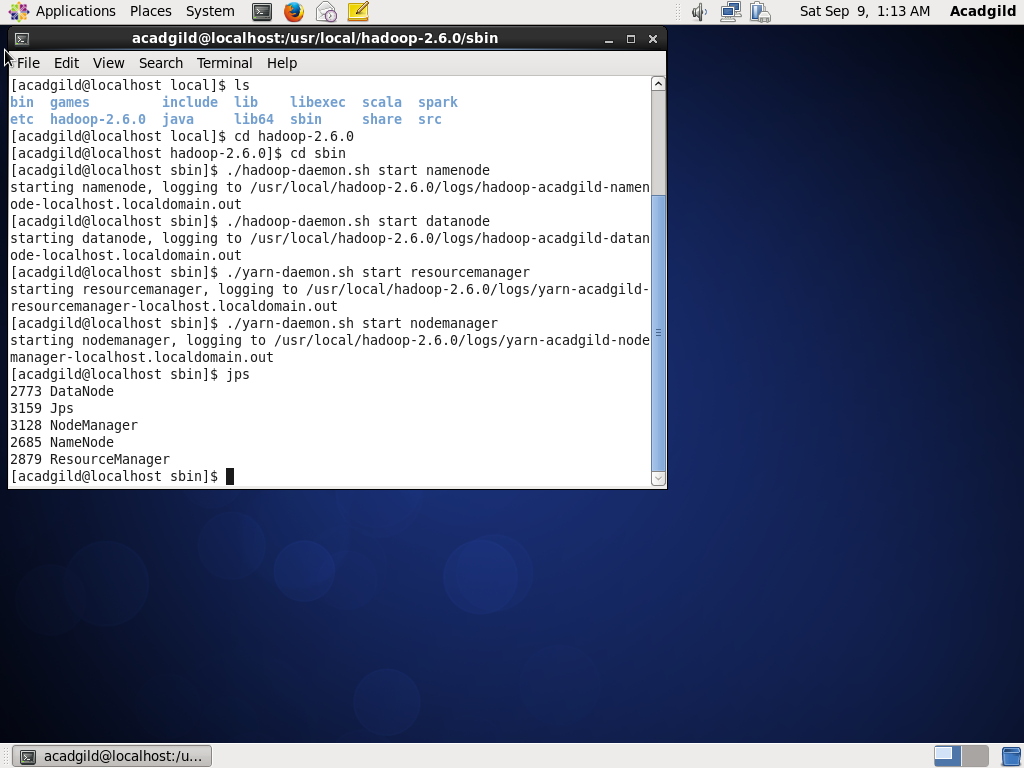 Applications Places System Sat Sep 9, 1:13 AM Acadgild
acadgild@localhost:/usr/local/hadoop-2.6.0/sbin
File Edit View Search Terminal Help
[acadgild@localhost local]$ ls
bin games include lib libexec scala spark
etc hadoop-2.6.0 java lib64 sbin share src
[acadgild@localhost local]$ cd hadoop-2.6.0
[acadgild@localhost hadoop-2.6.0]$ cd sbin
[acadgild@localhost sbin]$ ./hadoop-daemon.sh start namenode
starting namenode, logging to /usr/local/hadoop-2.6.0/logs/hadoop-acadgild-namen
ode-localhost.localdomain.out
[acadgild@localhost sbin]$ ./hadoop-daemon.sh start datanode
starting datanode, logging to /usr/local/hadoop-2.6.0/logs/hadoop-acadgild-datan
ode-localhost.localdomain.out
[acadgild@localhost sbin]$ ./yarn-daemon.sh start resourcemanager
starting resourcemanager, logging to /usr/local/hadoop-2.6.0/logs/yarn-acadgild-
resourcemanager-localhost.localdomain.out
[acadgild@localhost sbin]$ ./yarn-daemon.sh start nodemanager
starting nodemanager, logging to /usr/local/hadoop-2.6.0/logs/yarn-acadgild-node
manager-localhost.localdomain.out
[acadgild@localhost sbin]$ jps
2773 DataNode
3159 Jps
3128 NodeManager
2685 NameNode
2879 ResourceManager
[acadgild@localhost sbin]$
acadgild@localhost:/u...